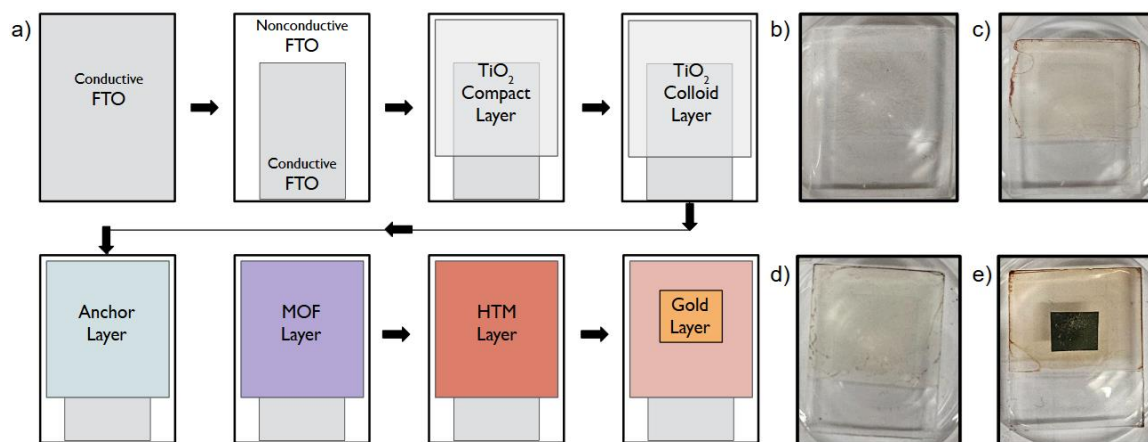 a)
Conductive
FTO
Nonconductive
FTO
Conductive
FTO
TiO₂
Compact
Layer
TiO₂
Colloid
Layer
b)
c)
Anchor
Layer
MOF
Layer
HTM
Layer
Gold
Layer
d)
e)